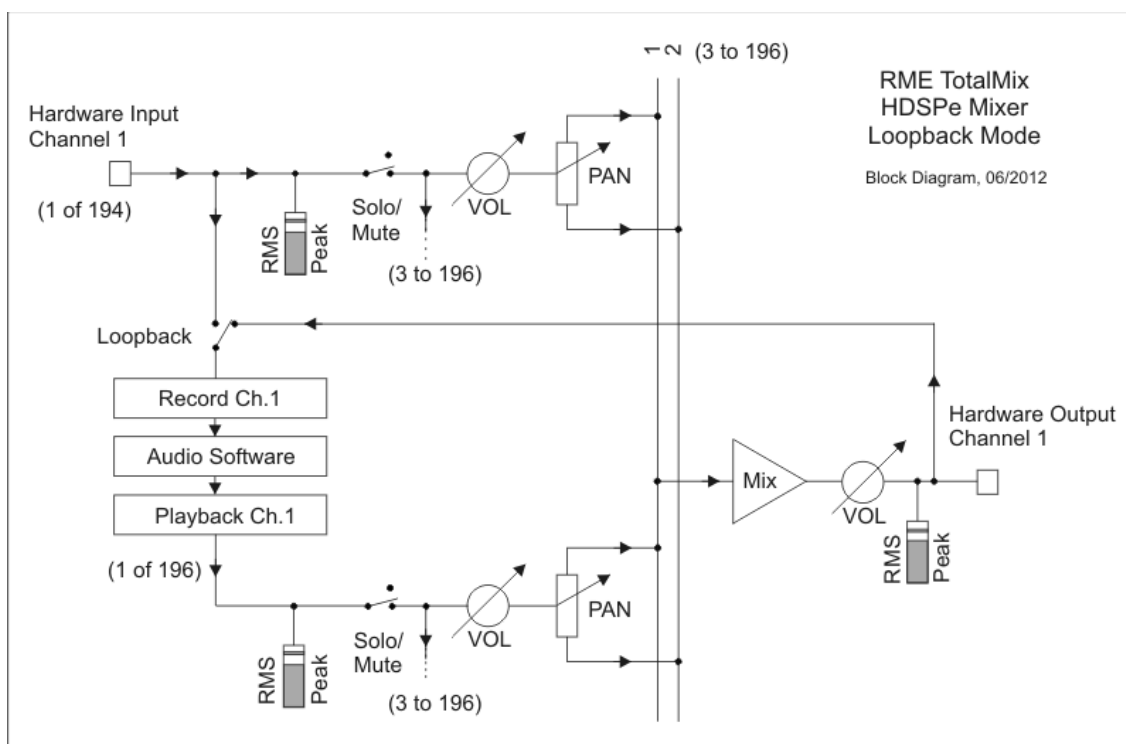 1
2
(3 to 196)
RME TotalMix
HDSPe Mixer
Loopback Mode
Block Diagram, 06/2012
Hardware Input
Channel 1
(1 of 194)
RMS
Peak
Solo/
Mute
(3 to 196)
VOL
PAN
Loopback
Record Ch.1
Audio Software
Playback Ch.1
(1 of 196)
RMS
Peak
Solo/
Mute
(3 to 196)
VOL
PAN
Mix
VOL
RMS
Peak
Hardware Output
Channel 1